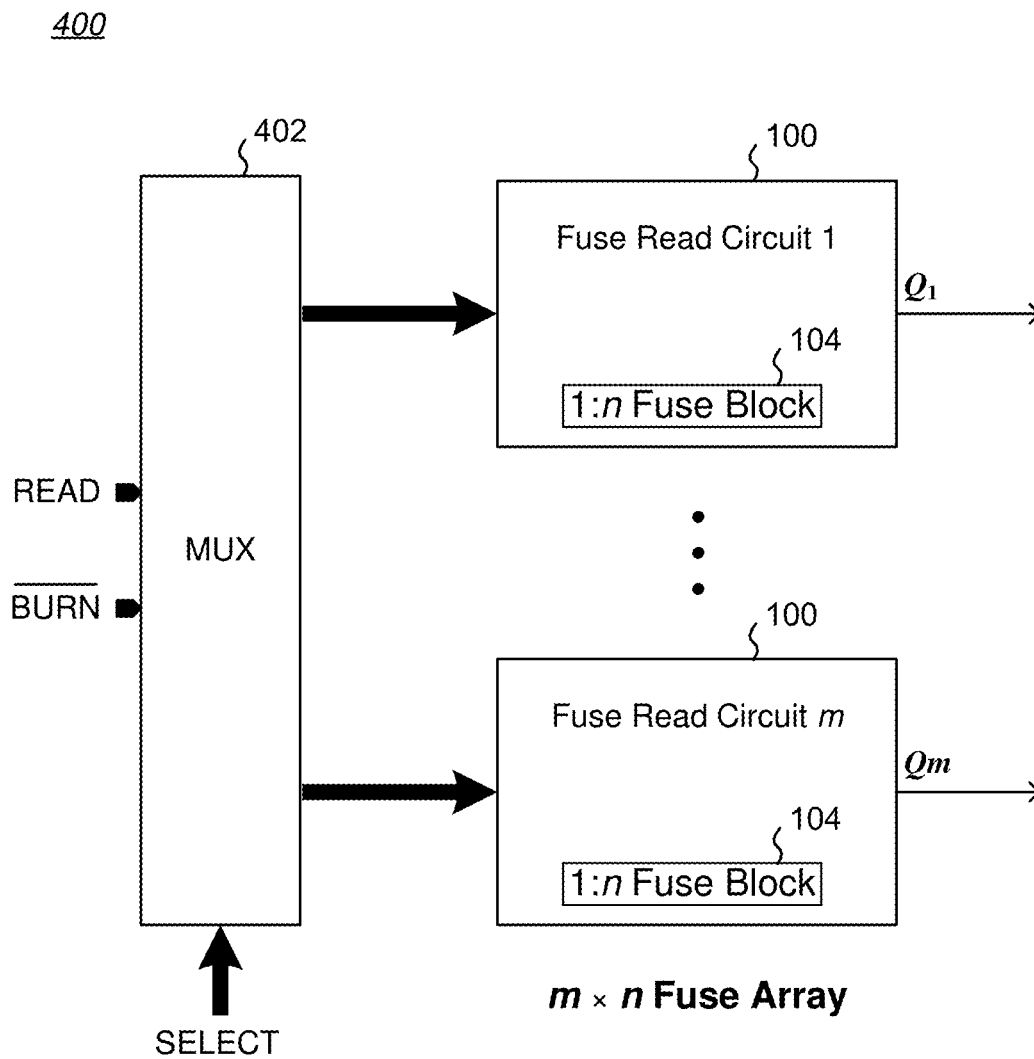 400
402
100
Fuse Read Circuit 1
Q1
104
1:n Fuse Block
READ
MUX
BURN
100
Fuse Read Circuit m
Qm
104
1:n Fuse Block
m × n Fuse Array
SELECT